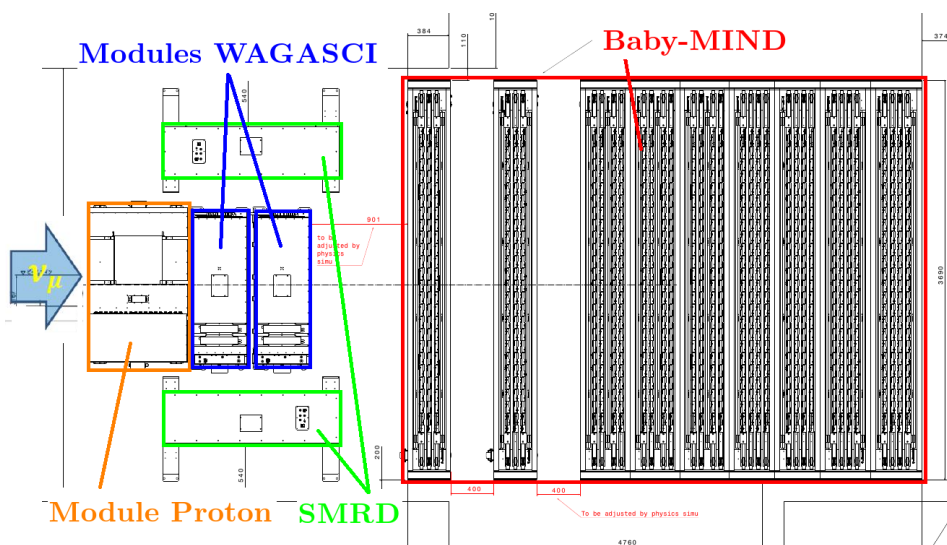 384
110
10
374
Modules WAGASCI
Baby-MIND
540
901
to be
adjusted by
physics
simu
νμ
3690
200
540
400
400
Module Proton
SMRD
To be adjusted by physics simu
4760